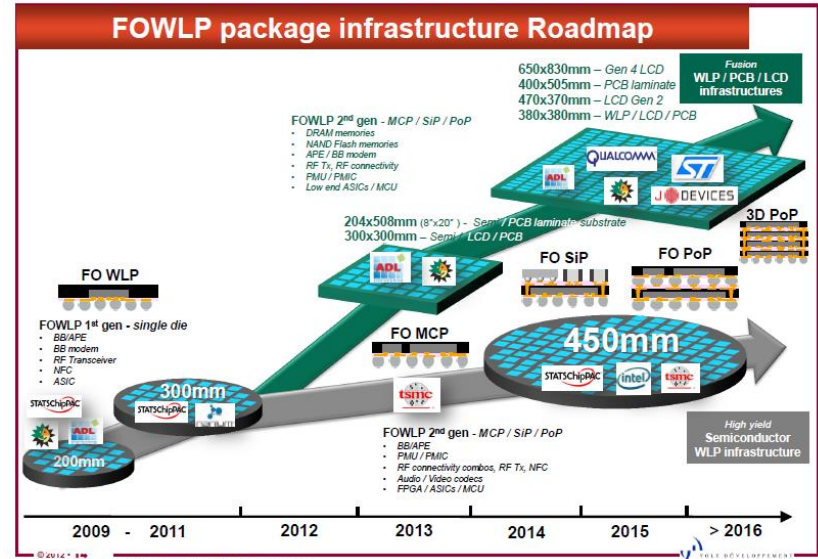 FOWLP package infrastructure Roadmap
650x830mm – Gen 4 LCD
400x505mm – PCB laminate
470x370mm – LCD Gen 2
380x380mm – WLP / LCD / PCB
Fusion
WLP / PCB / LCD
infrastructures
FOWLP 2nd gen - MCP / SiP / PoP
• DRAM memories
• NAND Flash memories
• APE / BB modem
• RF Tx, RF connectivity
• PMU / PMIC
• Low end ASICs / MCU
ADL
QUALCOMM
ST
J DEVICES
204x508mm (8"x20") - Semi / PCB laminate substrate
300x300mm – Semi / LCD / PCB
ADL
3D PoP
FO WLP
FO SiP
FO PoP
FOWLP 1st gen - single die
• BB/APE
• BB modem
• RF Transceiver
• NFC
• ASIC
FO MCP
450mm
STATSChipPAC
intel
tsmc
300mm
STATSChipPAC
tsmc
STATSChipPAC
ADL
200mm
High yield
Semiconductor
WLP infrastructure
FOWLP 2nd gen - MCP / SiP / PoP
• BB/APE
• PMU / PMIC
• RF connectivity combos, RF Tx, NFC
• Audio / Video codecs
• FPGA / ASICs / MCU
2009 - 2011
2012
2013
2014
2015
> 2016
© 2012 •
YOLE DÉVELOPPEMENT